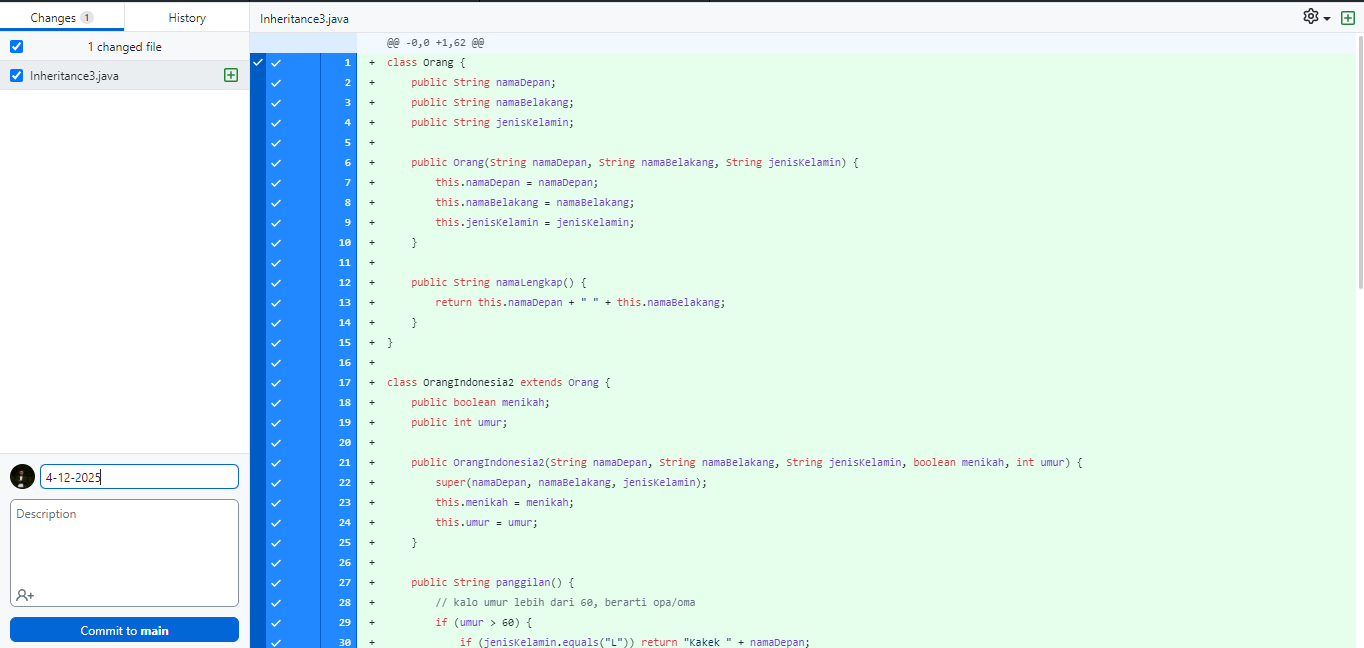 Changes 1 History
1 changed file
Inheritance3.java
4-12-2025
Description
Commit to main
Inheritance3.java
@@ -0,0 +1,62 @@
1 + class Orang {
2 + public String namaDepan;
3 + public String namaBelakang;
4 + public String jenisKelamin;
5 +
6 + public Orang(String namaDepan, String namaBelakang, String jenisKelamin) {
7 + this.namaDepan = namaDepan;
8 + this.namaBelakang = namaBelakang;
9 + this.jenisKelamin = jenisKelamin;
10 + }
11 +
12 + public String namaLengkap() {
13 + return this.namaDepan + " " + this.namaBelakang;
14 + }
15 + }
16 +
17 + class OrangIndonesia2 extends Orang {
18 + public boolean menikah;
19 + public int umur;
20 +
21 + public OrangIndonesia2(String namaDepan, String namaBelakang, String jenisKelamin, boolean menikah, int umur) {
22 + super(namaDepan, namaBelakang, jenisKelamin);
23 + this.menikah = menikah;
24 + this.umur = umur;
25 + }
26 +
27 + public String panggilan() {
28 + // kalo umur lebih dari 60, berarti opa/oma
29 + if (umur > 60) {
30 + if (jenisKelamin.equals("L")) return "Kakek " + namaDepan;